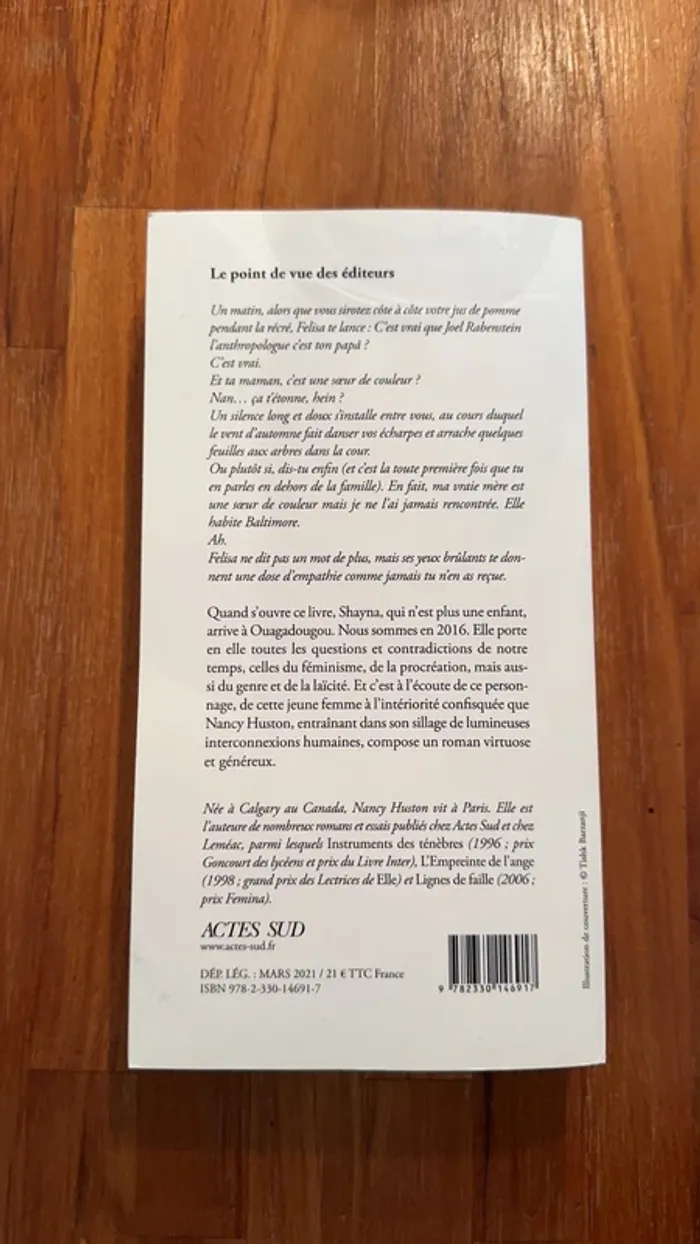 Le point de vue des éditeurs
Un matin, alors que vous sirotez côte à côte votre jus de pomme
pendant la récré, Felisa te lance : C'est vrai que Joel Rabenstein
l'anthropologue c'est ton papá ?
C'est vrai.
Et ta maman, c'est une sœur de couleur ?
Nan… ça t'étonne, hein ?
Un silence long et doux s'installe entre vous, au cours duquel
le vent d'automne fait danser vos écharpes et arrache quelques
feuilles aux arbres dans la cour.
Ou plutôt si, dis-tu enfin (et c'est la toute première fois que tu
en parles en dehors de la famille). En fait, ma vraie mère est
une sœur de couleur mais je ne l'ai jamais rencontrée. Elle
habite Baltimore.
Ah.
Felisa ne dit pas un mot de plus, mais ses yeux brûlants te don-
nent une dose d'empathie comme jamais tu n'en as reçue.
Quand s'ouvre ce livre, Shayna, qui n'est plus une enfant,
arrive à Ouagadougou. Nous sommes en 2016. Elle porte
en elle toutes les questions et contradictions de notre
temps, celles du féminisme, de la procréation, mais aus-
si du genre et de la laïcité. Et c'est à l'écoute de ce person-
nage, de cette jeune femme à l'intériorité confisquée que
Nancy Huston, entraînant dans son sillage de lumineuses
interconnexions humaines, compose un roman virtuose
et généreux.
Née à Calgary au Canada, Nancy Huston vit à Paris. Elle est
l'auteure de nombreux romans et essais publiés chez Actes Sud et chez
Leméac, parmi lesquels Instruments des ténèbres (1996 ; prix
Goncourt des lycéens et prix du Livre Inter), L'Empreinte de l'ange
(1998 ; grand prix des Lectrices de Elle) et Lignes de faille (2006 ;
prix Femina).
ACTES SUD
www.actes-sud.fr
DÉP. LÉG. : MARS 2021 / 21 € TTC France
ISBN 978-2-330-14691-7
9 782330 146917
Illustration de couverture : © Tishk Barzanji